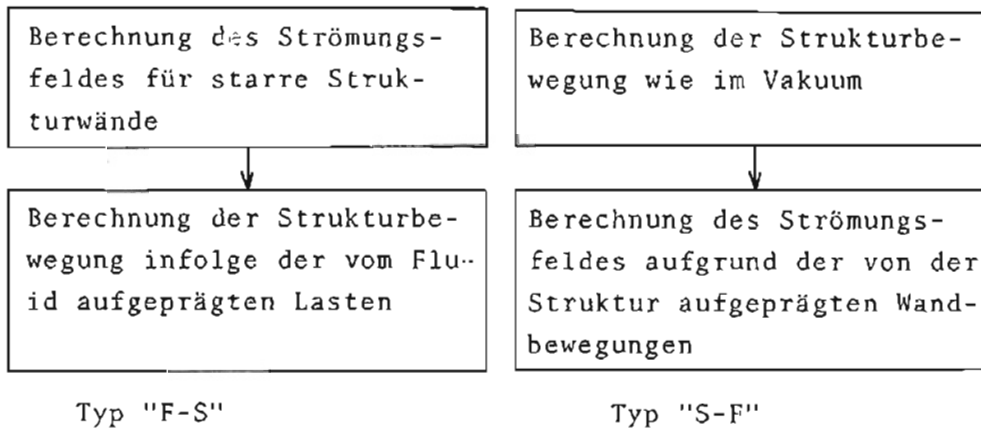 Berechnung des Strömungs-
feldes für starre Struk-
turwände
Berechnung der Strukturbe-
wegung infolge der vom Flu-
id aufgeprägten Lasten
Typ "F-S"
Berechnung der Strukturbe-
wegung wie im Vakuum
Berechnung des Strömungs-
feldes aufgrund der von der
Struktur aufgeprägten Wand-
bewegungen
Typ "S-F"